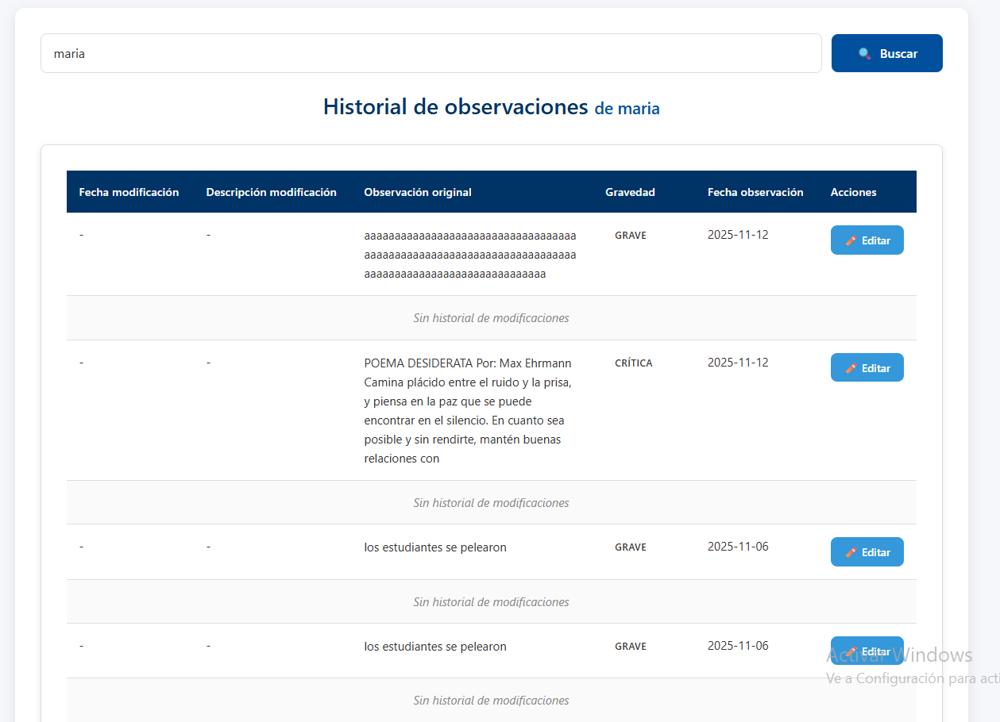 maria
Buscar
Historial de observaciones de maria
Fecha modificación Descripción modificación Observación original Gravedad Fecha observación Acciones
- - aaaaaaaaaaaaaaaaaaaaaaaaaaaaaaaaaaa GRAVE 2025-11-12 Editar
aaaaaaaaaaaaaaaaaaaaaaaaaaaaaaaaaaa
aaaaaaaaaaaaaaaaaaaaaaaaaaaaaa
Sin historial de modificaciones
- - POEMA DESIDERATA Por: Max Ehrmann CRÍTICA 2025-11-12 Editar
Camina plácido entre el ruido y la prisa,
y piensa en la paz que se puede
encontrar en el silencio. En cuanto sea
posible y sin rendirte, mantén buenas
relaciones con
Sin historial de modificaciones
- - los estudiantes se pelearon GRAVE 2025-11-06 Editar
Sin historial de modificaciones
- - los estudiantes se pelearon GRAVE 2025-11-06 Editar
Activar Windows
Ve a Configuración para acti
Sin historial de modificaciones